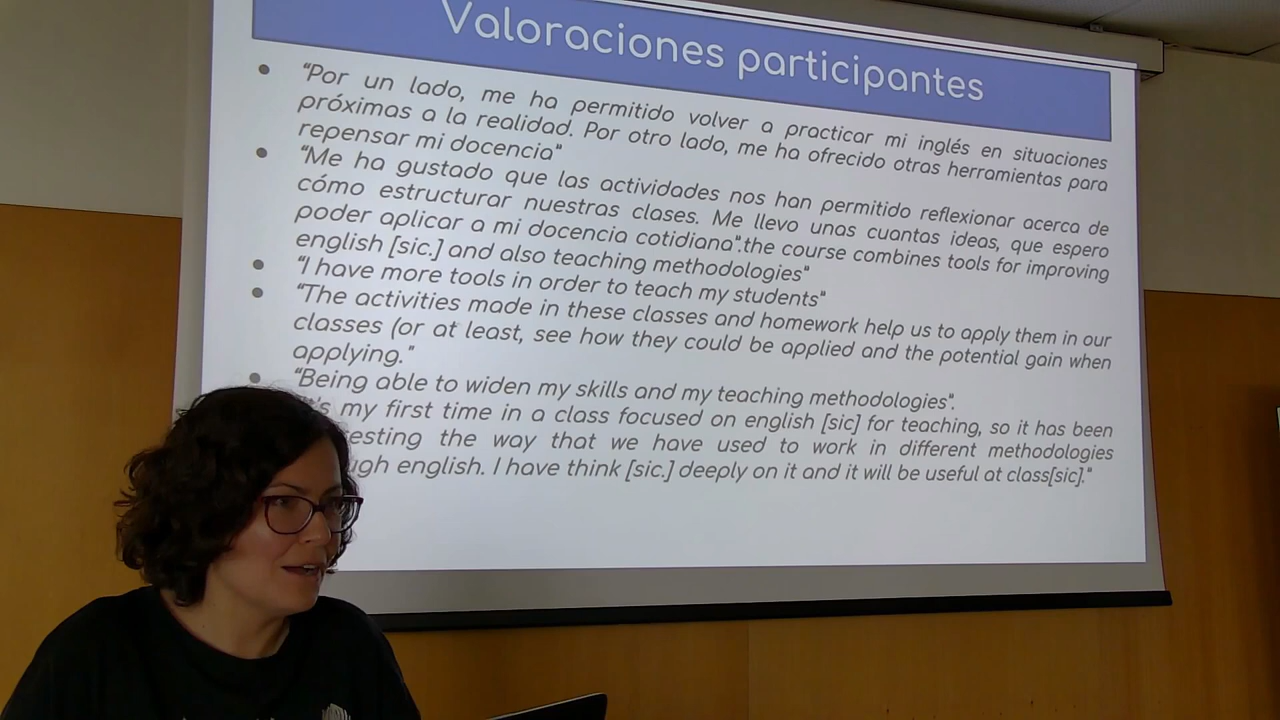 Valoraciones participantes
• "Por un lado, me ha permitido volver a practicar mi inglés en situaciones
próximas a la realidad. Por otro lado, me ha ofrecido otras herramientas para
repensar mi docencia"
• "Me ha gustado que las actividades nos han permitido reflexionar acerca de
cómo estructurar nuestras clases. Me llevo unas cuantas ideas, que espero
poder aplicar a mi docencia cotidiana".the course combines tools for improving
english [sic.] and also teaching methodologies"
• "I have more tools in order to teach my students"
• "The activities made in these classes and homework help us to apply them in our
classes (or at least, see how they could be applied and the potential gain when
applying."
• "Being able to widen my skills and my teaching methodologies".
my first time in a class focused on english [sic] for teaching, so it has been
the way that we have used to work in different methodologies
english. I have think [sic.] deeply on it and it will be useful at class[sic]."